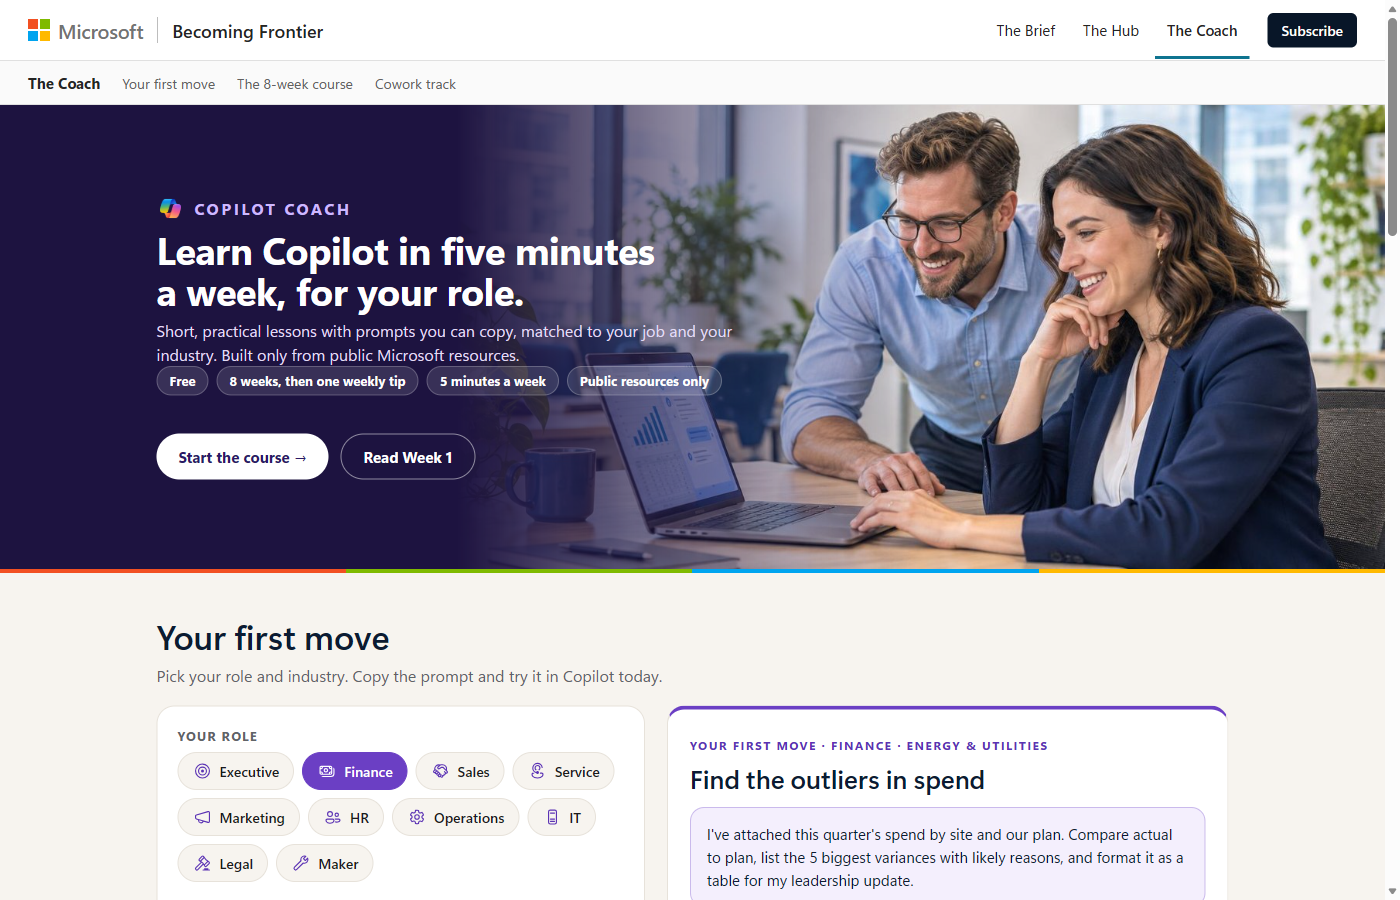 Microsoft
Becoming Frontier
The Brief
The Hub
The Coach
Subscribe
The Coach
Your first move
The 8-week course
Cowork track
COPILOT COACH
Learn Copilot in five minutes
a week, for your role.
Short, practical lessons with prompts you can copy, matched to your job and your
industry. Built only from public Microsoft resources.
Free
8 weeks, then one weekly tip
5 minutes a week
Public resources only
Start the course →
Read Week 1
Your first move
Pick your role and industry. Copy the prompt and try it in Copilot today.
YOUR ROLE
Executive
Finance
Sales
Service
Marketing
HR
Operations
IT
Legal
Maker
YOUR FIRST MOVE · FINANCE · ENERGY & UTILITIES
Find the outliers in spend
I've attached this quarter's spend by site and our plan. Compare actual
to plan, list the 5 biggest variances with likely reasons, and format it as a
table for my leadership update.